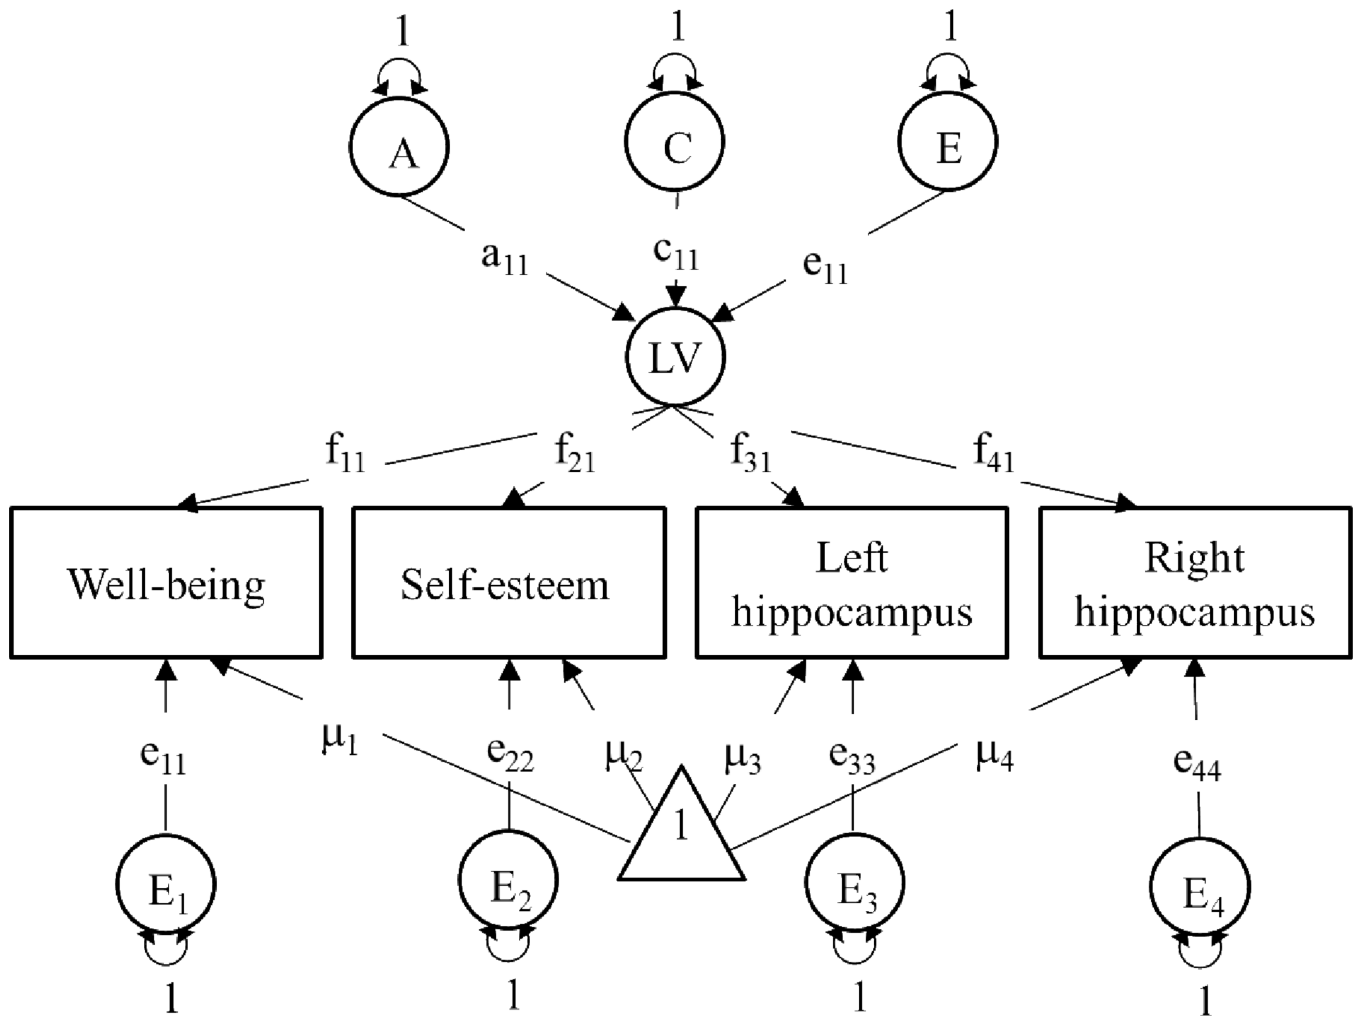 1 1 1
A C E
a11 c11 e11
LV
f11 f21 f31 f41
Well-being
Self-esteem
Left
hippocampus
Right
hippocampus
μ1 μ2 μ3 μ4
e11 e22 e33 e44
1
E1 E2 E3 E4
1 1 1 1